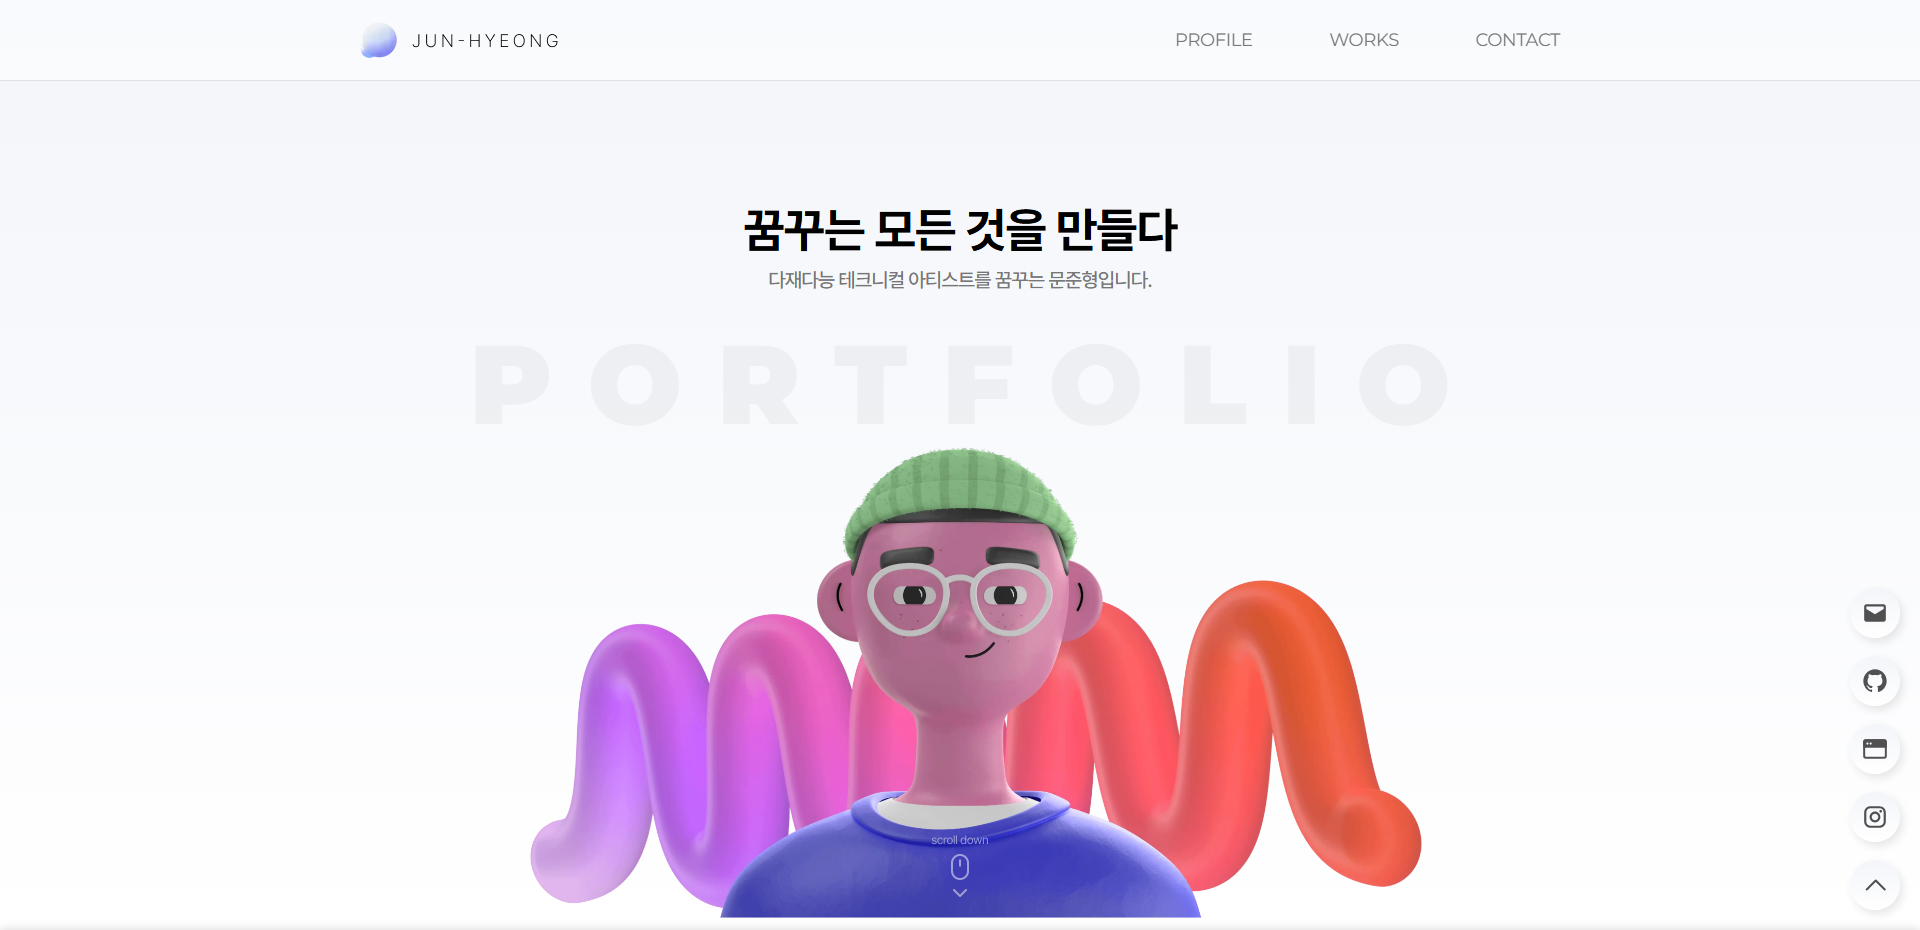 JUN-HYEONG
PROFILE
WORKS
CONTACT
꿈꾸는 모든 것을 만들다
다재다능 테크니컬 아티스트를 꿈꾸는 문준형입니다.
PORTFOLIO
scroll down